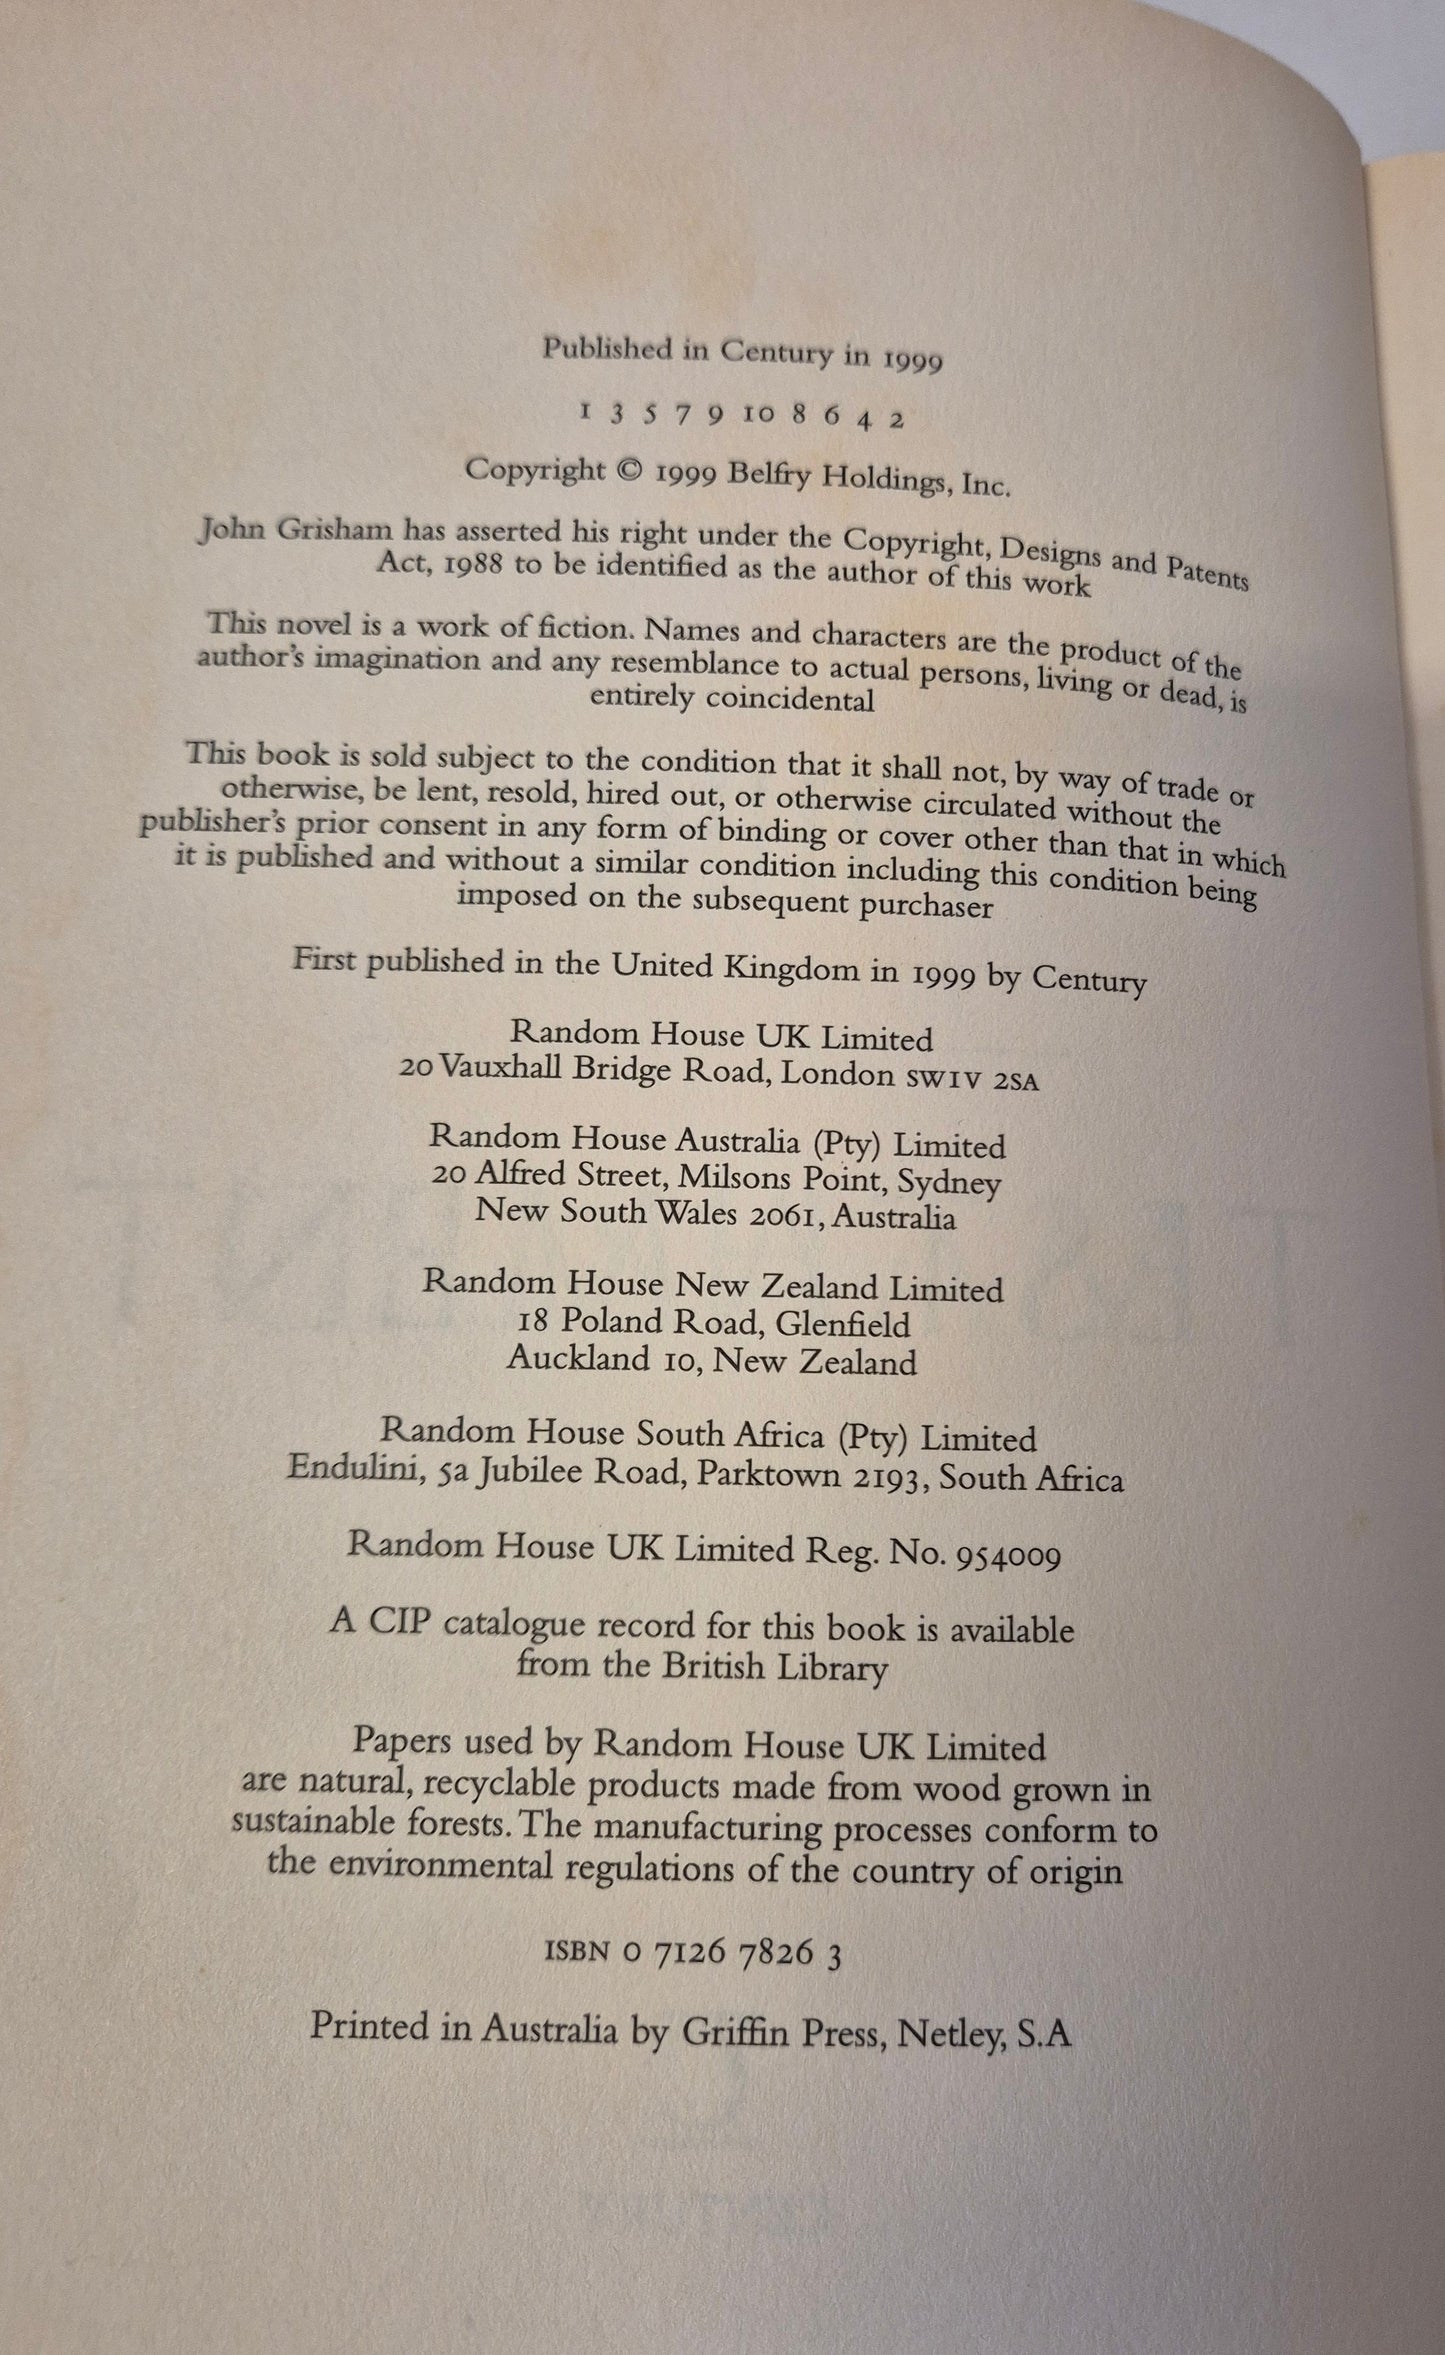 Published in Century in 1999
1 3 5 7 9 10 8 6 4 2
Copyright © 1999 Belfry Holdings, Inc.
John Grisham has asserted his right under the Copyright, Designs and Patents
Act, 1988 to be identified as the author of this work
This novel is a work of fiction. Names and characters are the product of the
author's imagination and any resemblance to actual persons, living or dead, is
entirely coincidental
This book is sold subject to the condition that it shall not, by way of trade or
otherwise, be lent, resold, hired out, or otherwise circulated without the
publisher's prior consent in any form of binding or cover other than that in which
it is published and without a similar condition including this condition being
imposed on the subsequent purchaser
First published in the United Kingdom in 1999 by Century
Random House UK Limited
20 Vauxhall Bridge Road, London SW1V 2SA
Random House Australia (Pty) Limited
20 Alfred Street, Milsons Point, Sydney
New South Wales 2061, Australia
Random House New Zealand Limited
18 Poland Road, Glenfield
Auckland 10, New Zealand
Random House South Africa (Pty) Limited
Endulini, 5a Jubilee Road, Parktown 2193, South Africa
Random House UK Limited Reg. No. 954009
A CIP catalogue record for this book is available
from the British Library
Papers used by Random House UK Limited
are natural, recyclable products made from wood grown in
sustainable forests. The manufacturing processes conform to
the environmental regulations of the country of origin
ISBN 0 7126 7826 3
Printed in Australia by Griffin Press, Netley, S.A